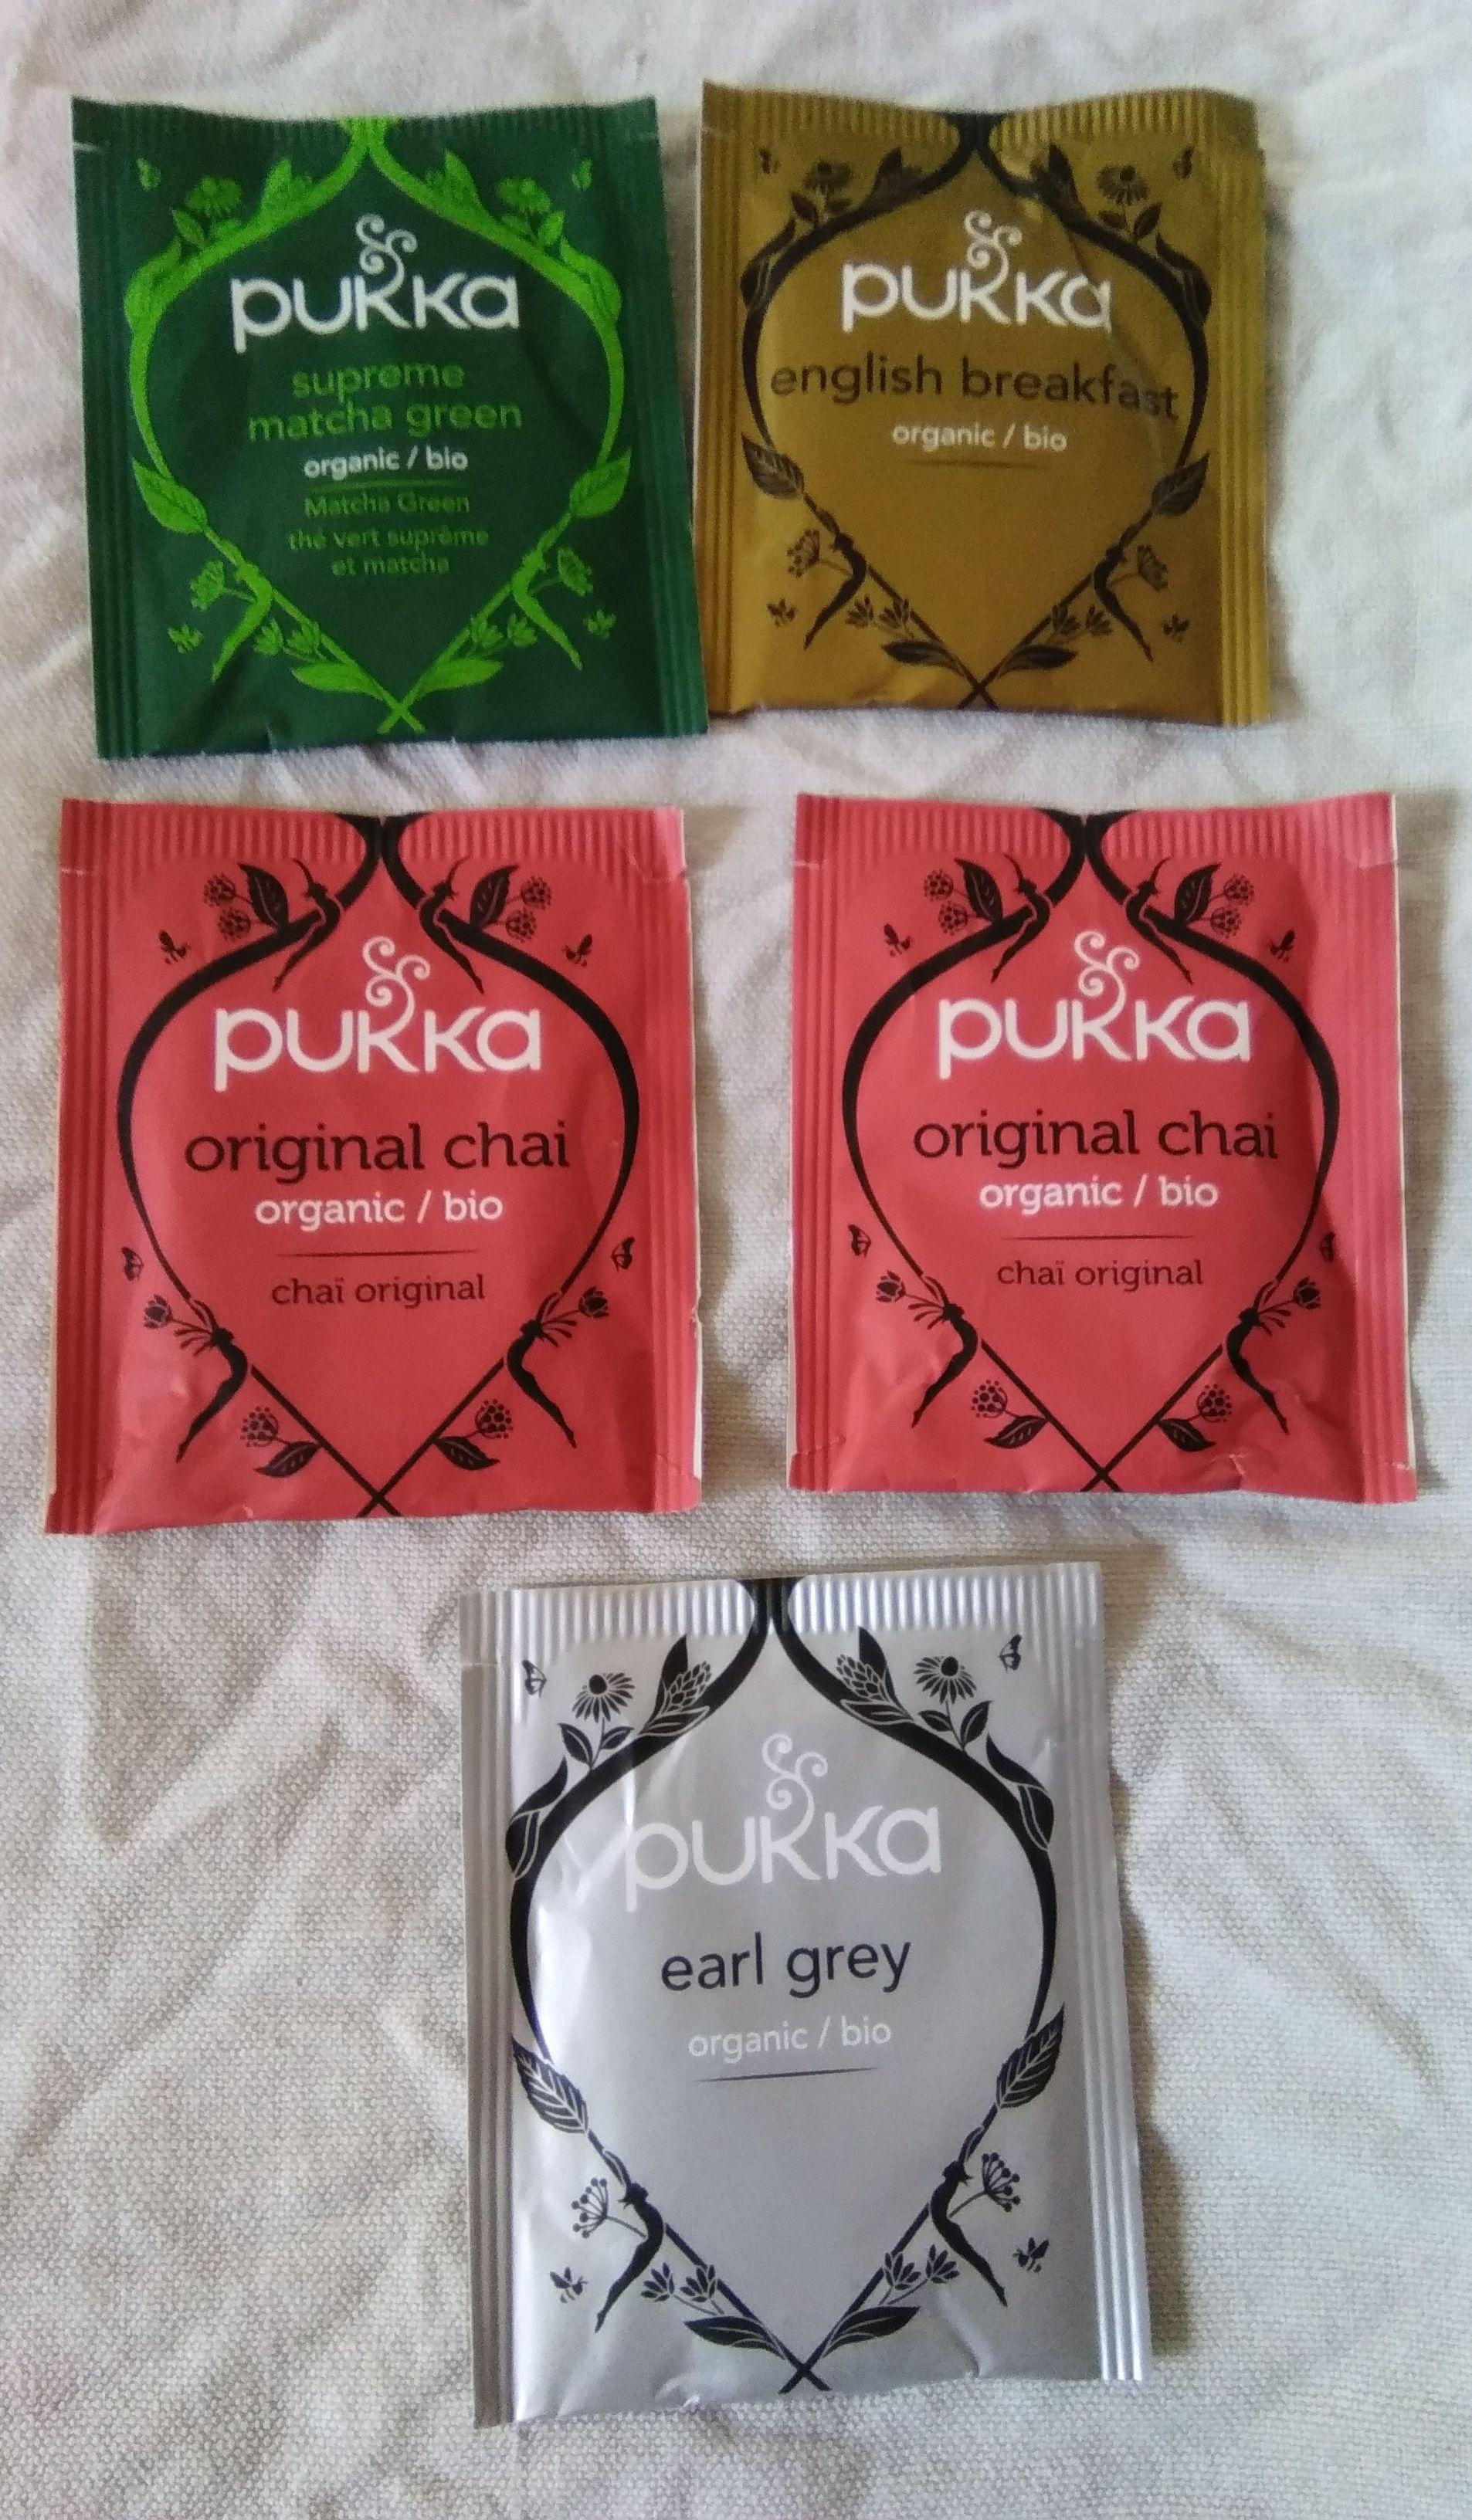 pukka
supreme
matcha green
organic / bio
Matcha Green
thé vert suprême
et matcha
pukka
english breakfast
organic / bio
pukka
original chai
organic / bio
chaï original
pukka
original chai
organic / bio
chaï original
pukka
earl grey
organic / bio